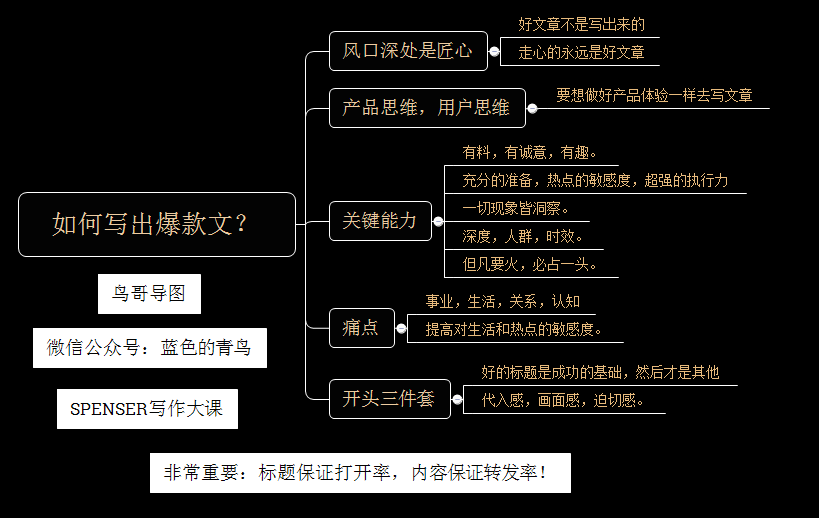 如何写出爆款文？
风口深处是匠心
好文章不是写出来的
走心的永远是好文章
产品思维，用户思维
要想做好产品体验一样去写文章
关键能力
有料，有诚意，有趣。
充分的准备，热点的敏感度，超强的执行力
一切现象皆洞察。
深度，人群，时效。
但凡要火，必占一头。
痛点
事业，生活，关系，认知
提高对生活和热点的敏感度。
开头三件套
好的标题是成功的基础，然后才是其他
代入感，画面感，迫切感。
鸟哥导图
微信公众号：蓝色的青鸟
SPENSER写作大课
非常重要：标题保证打开率，内容保证转发率！